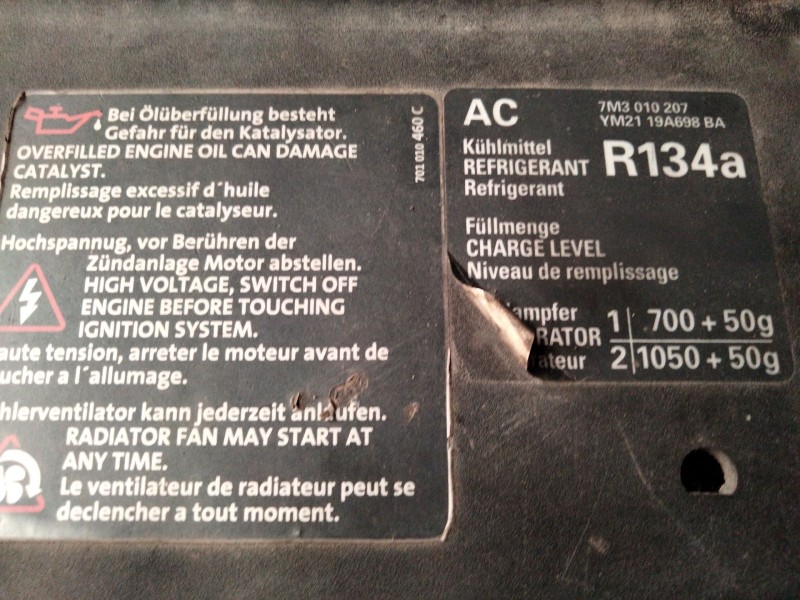 Bei Ölüberfüllung besteht
Gefahr für den Katalysator.
OVERFILLED ENGINE OIL CAN DAMAGE
CATALYST.
Remplissage excessif d´huile
dangereux pour le catalyseur.
Hochspannug, vor Berühren der
Zündanlage Motor abstellen.
HIGH VOLTAGE, SWITCH OFF
ENGINE BEFORE TOUCHING
IGNITION SYSTEM.
aute tension, arreter le moteur avant de
ucher a l´allumage.
hlerventilator kann jederzeit anlaufen.
RADIATOR FAN MAY START AT
ANY TIME.
Le ventilateur de radiateur peut se
declencher a tout moment.
701 010 460 C
AC
7M3 010 207
YM21 19A698 BA
Kühlmittel
REFRIGERANT R134a
Refrigerant
Füllmenge
CHARGE LEVEL
Niveau de remplissage
ampfer
RATOR
rateur
1 700 + 50g
2 1050 + 50g